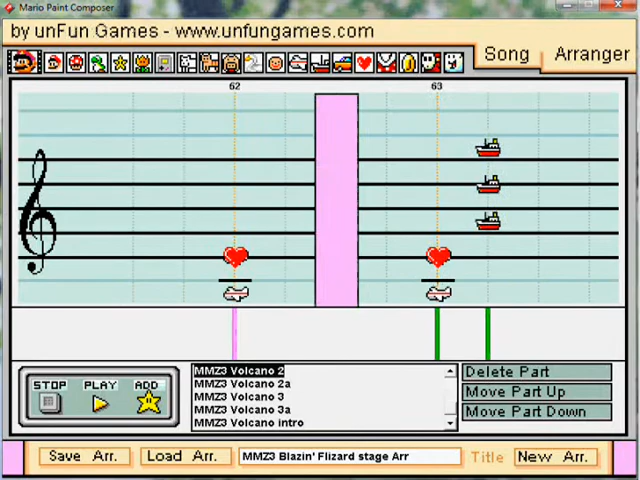 Mario Paint Composer
by unFun Games - www.unfungames.com
Song
Arranger
62
63
STOP
PLAY
ADD
MMZ3 Volcano 2
MMZ3 Volcano 2a
MMZ3 Volcano 3
MMZ3 Volcano 3a
MMZ3 Volcano intro
Delete Part
Move Part Up
Move Part Down
Save Arr.
Load Arr.
MMZ3 Blazin' Flizard stage Arr
Title
New Arr.